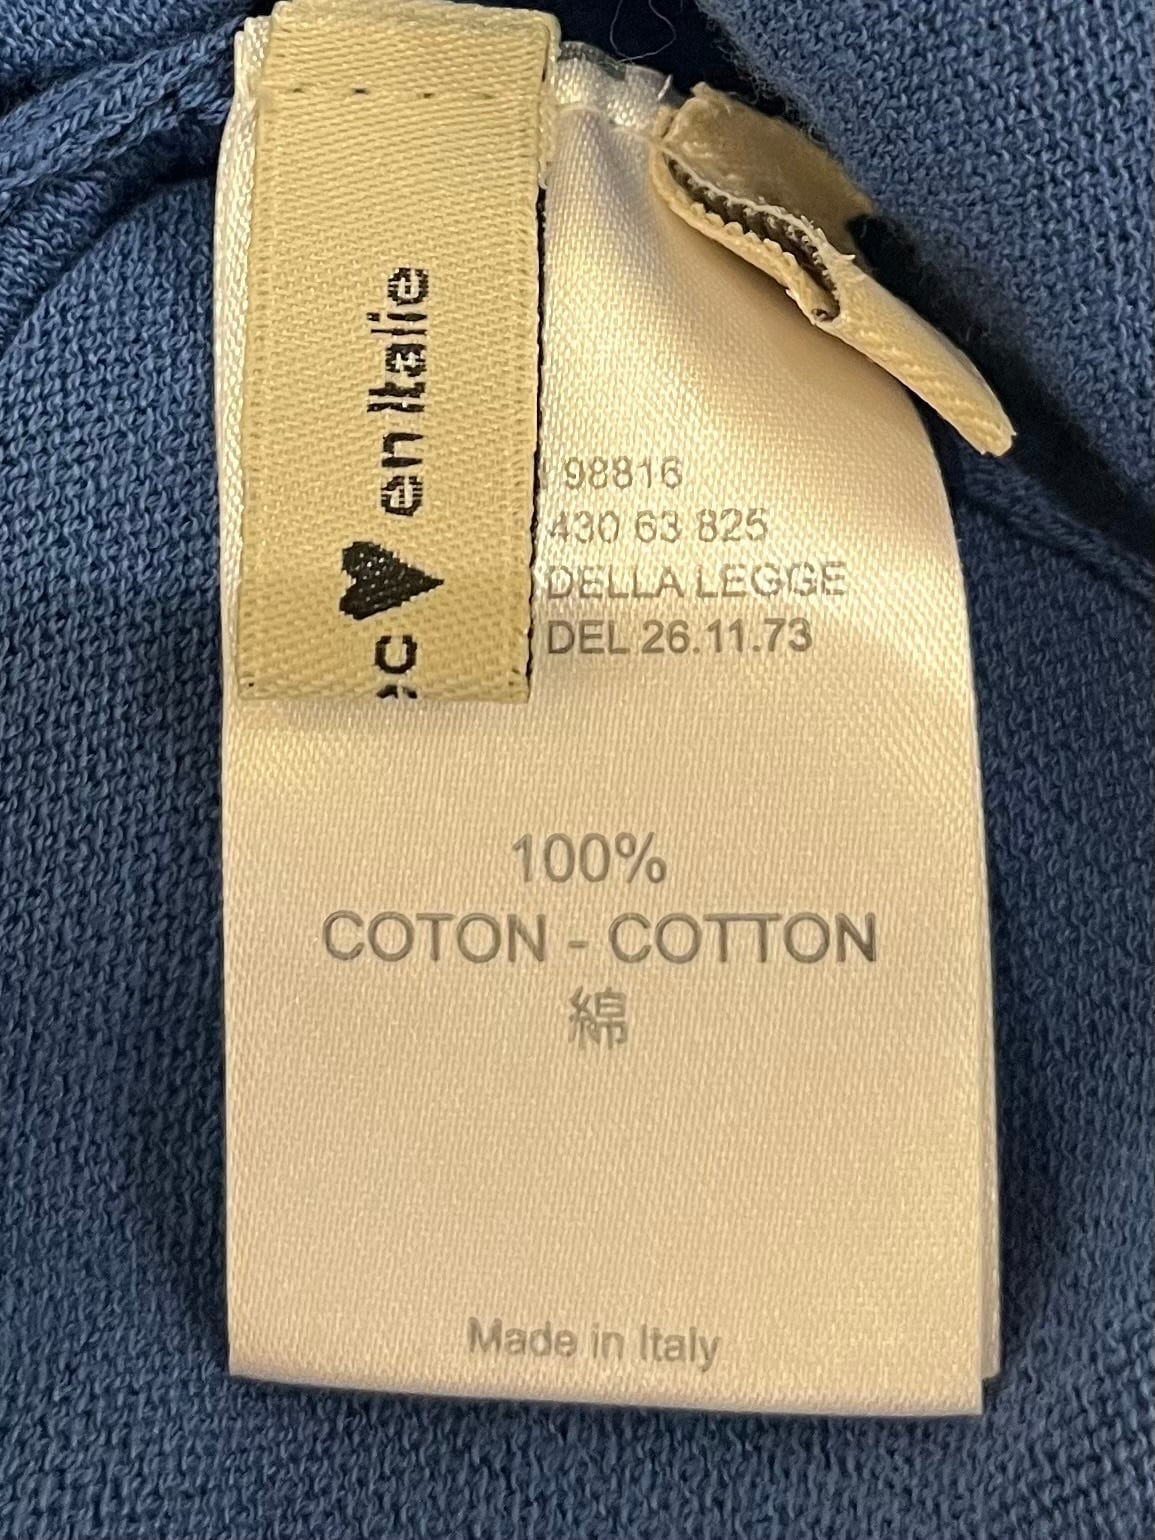 en Italie
98816
430 63 825
DELLA LEGGE
DEL 26.11.73
100%
COTON - COTTON
綿
Made in Italy